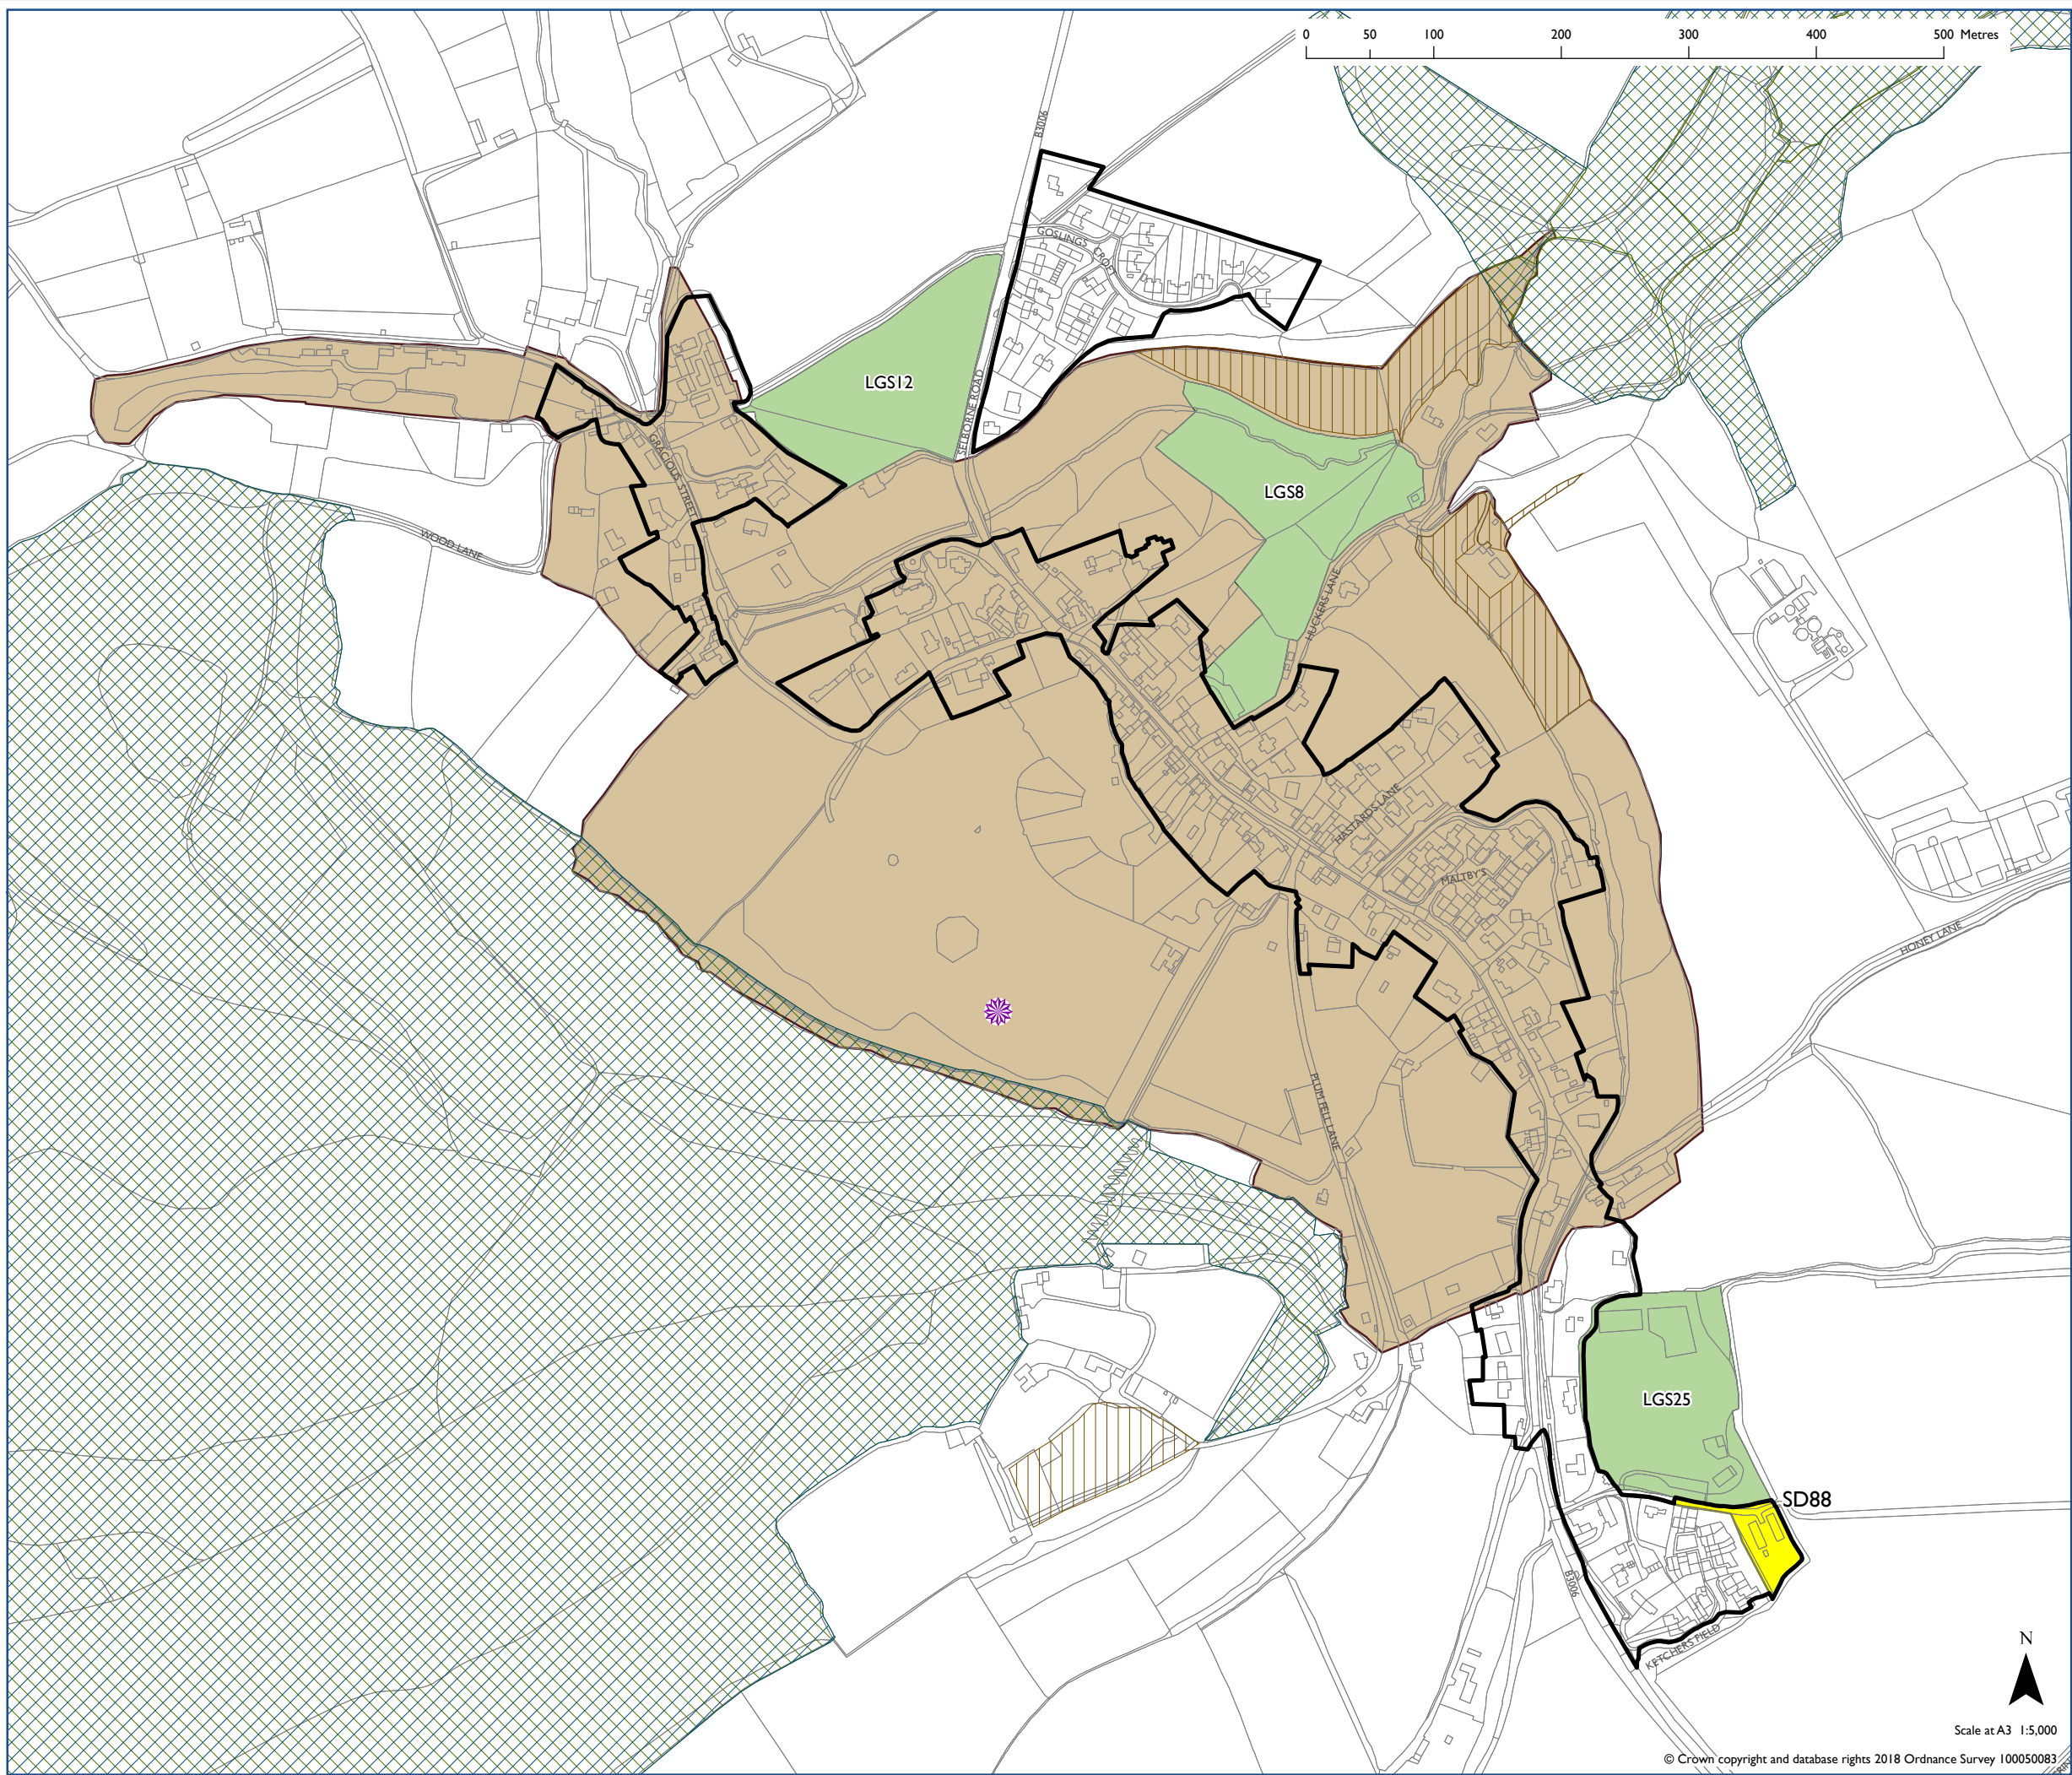 0 50 100 200 300 400 500 Metres
B3006
GOSLINGS CROFT
LGS12
SELBORNE ROAD
GRACIOUS STREET
LGS8
WOOD LANE
HUCKERS LANE
HASTARDS LANE
MALTBY'S
HONEY LANE
PLUM FELL LANE
LGS25
SD88
B3006
KETCHERS FIELD
N
Scale at A3 1:5,000
© Crown copyright and database rights 2018 Ordnance Survey 100050083